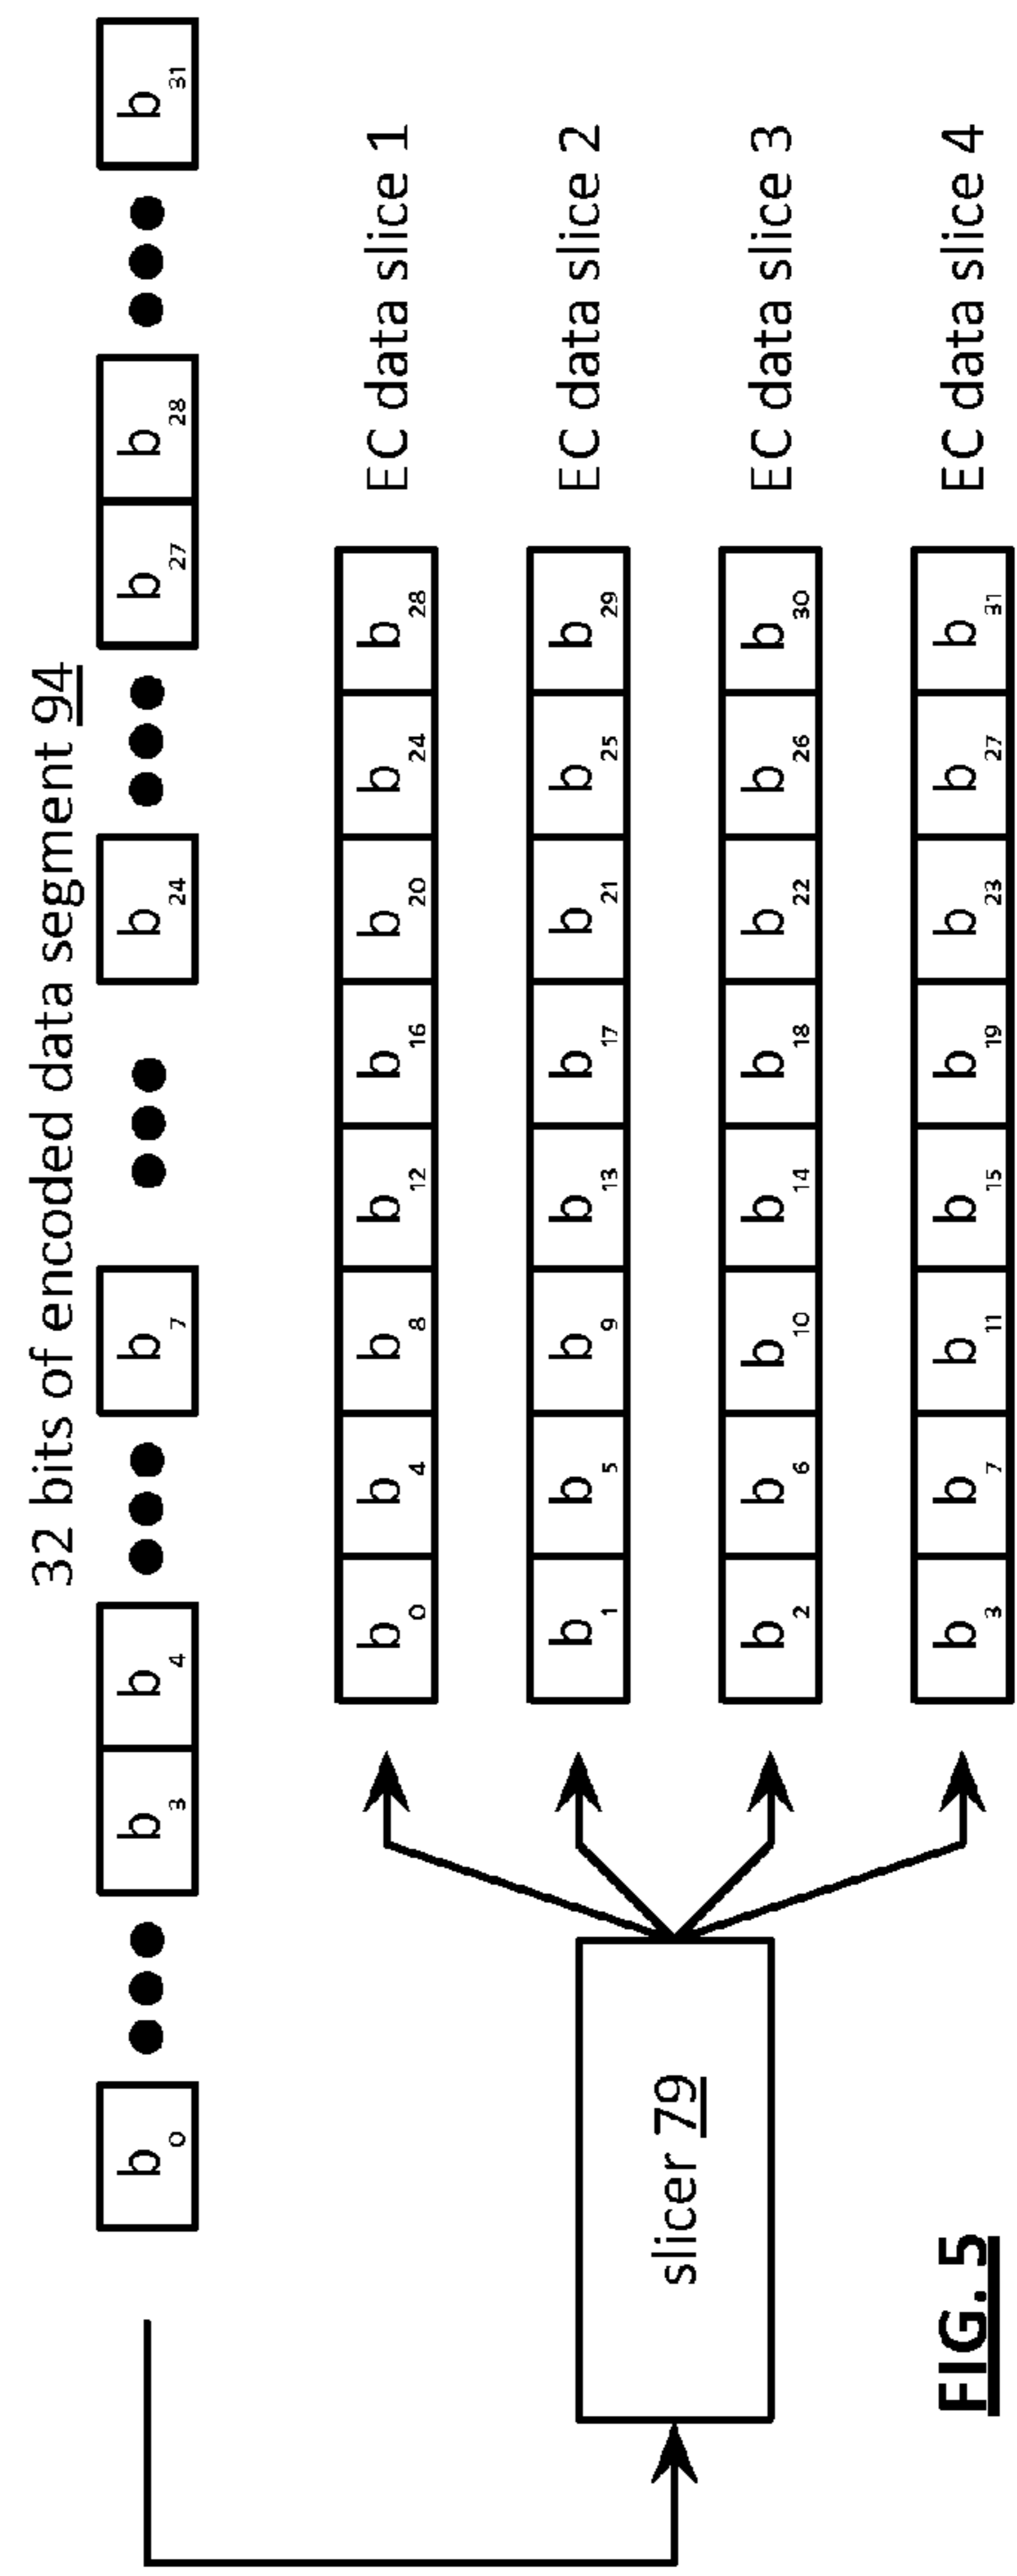 32 bits of encoded data segment 94
b0 ●●● b3 b4 ●●● b7 ●●● b24 ●●● b27 b28 ●●● b31
b0 b4 b8 b12 b16 b20 b24 b28 EC data slice 1
b1 b5 b9 b13 b17 b21 b25 b29 EC data slice 2
slicer 79
b2 b6 b10 b14 b18 b22 b26 b30 EC data slice 3
b3 b7 b11 b15 b19 b23 b27 b31 EC data slice 4
FIG. 5